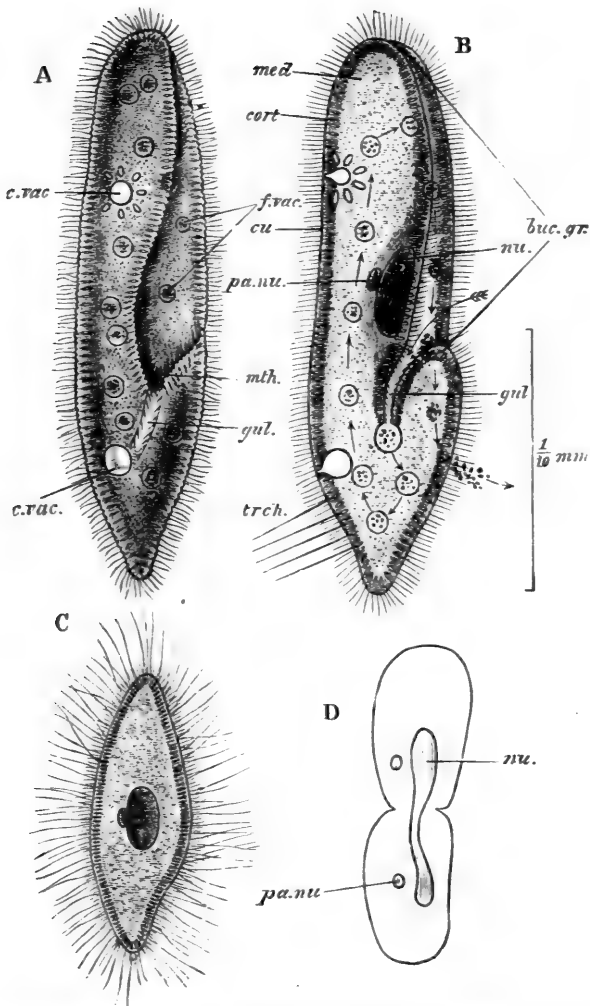 A
B
med
cort
c.vac
f.vac.
cu
buc.gr.
nu.
pa.nu
mth.
gul.
gul
1/10 mm
c.vac.
trch.
C
D
nu.
pa.nu